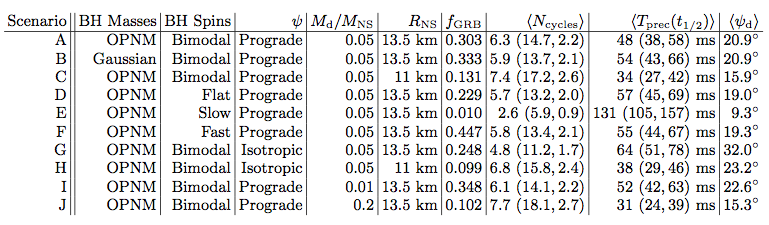 Scenario BH Masses BH Spins ψ M_d/M_NS R_NS f_GRB ⟨N_cycles⟩ ⟨T_prec(t_1/2)⟩ ⟨ψ_d⟩
A OPNM Bimodal Prograde 0.05 13.5 km 0.303 6.3 (14.7, 2.2) 48 (38, 58) ms 20.9°
B Gaussian Bimodal Prograde 0.05 13.5 km 0.333 5.9 (13.7, 2.1) 54 (43, 66) ms 20.9°
C OPNM Bimodal Prograde 0.05 11 km 0.131 7.4 (17.2, 2.6) 34 (27, 42) ms 15.9°
D OPNM Flat Prograde 0.05 13.5 km 0.229 5.7 (13.2, 2.0) 57 (45, 69) ms 19.0°
E OPNM Slow Prograde 0.05 13.5 km 0.010 2.6 (5.9, 0.9) 131 (105, 157) ms 9.3°
F OPNM Fast Prograde 0.05 13.5 km 0.447 5.8 (13.4, 2.1) 55 (44, 67) ms 19.3°
G OPNM Bimodal Isotropic 0.05 13.5 km 0.248 4.8 (11.2, 1.7) 64 (51, 78) ms 32.0°
H OPNM Bimodal Isotropic 0.05 11 km 0.099 6.8 (15.8, 2.4) 38 (29, 46) ms 23.2°
I OPNM Bimodal Prograde 0.01 13.5 km 0.348 6.1 (14.1, 2.2) 52 (42, 63) ms 22.6°
J OPNM Bimodal Prograde 0.2 13.5 km 0.102 7.7 (18.1, 2.7) 31 (24, 39) ms 15.3°